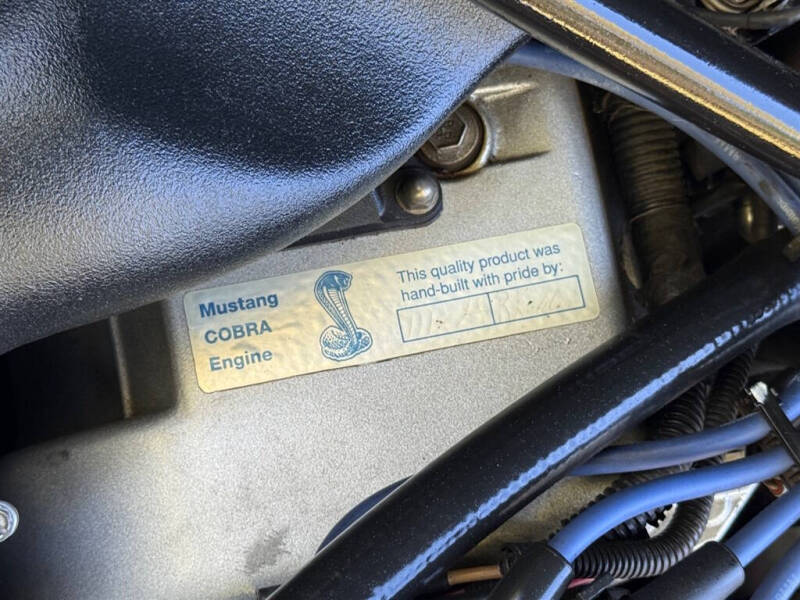 Mustang
COBRA
Engine
This quality product was
hand-built with pride by: